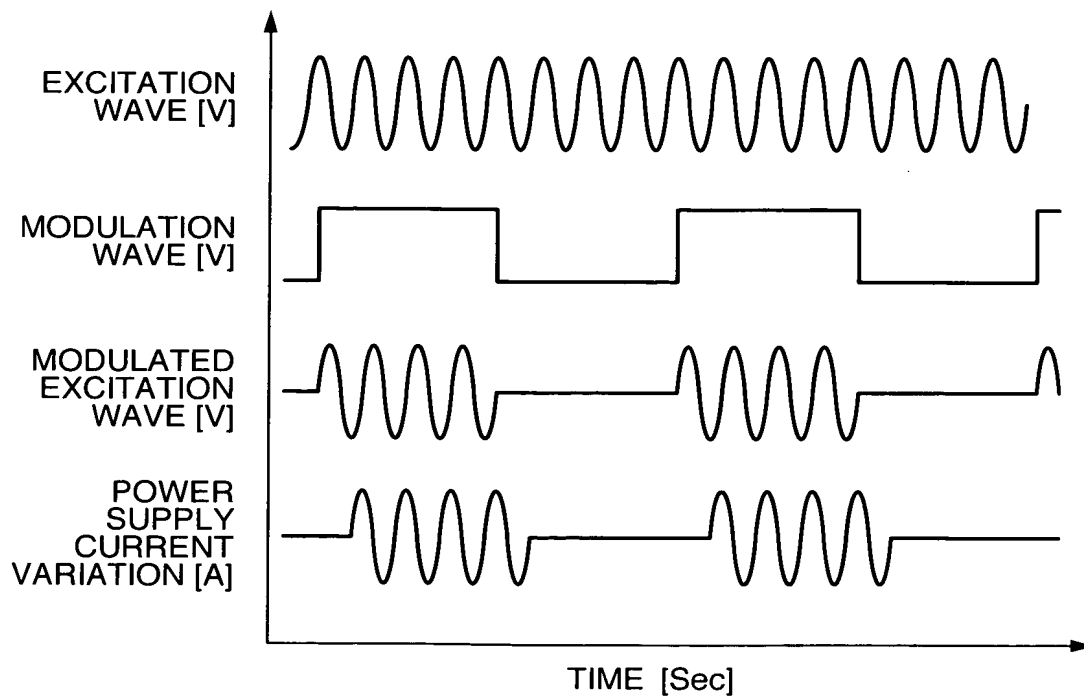 EXCITATION
WAVE [V]
MODULATION
WAVE [V]
MODULATED
EXCITATION
WAVE [V]
POWER
SUPPLY
CURRENT
VARIATION [A]
TIME [Sec]